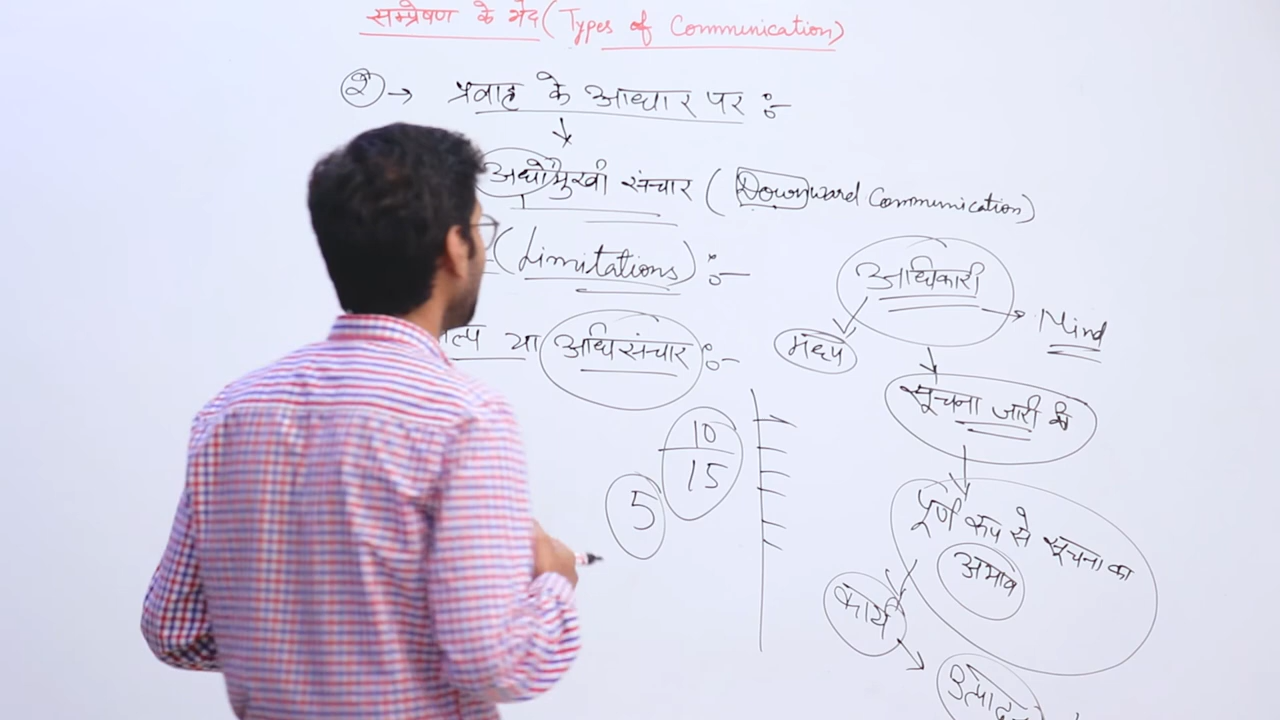 सम्प्रेषण के भेद (Types of Communication)
२ → प्रवाह के आधार पर :-
अधोमुखी संचार (Downward Communication)
(Limitations) :-
या अधिसंचार :-
10
15
5
अधिकारी
→ Mind
मध्य
सूचना जारी की
पूर्ण रूप से सूचना का
अभाव
कार्य